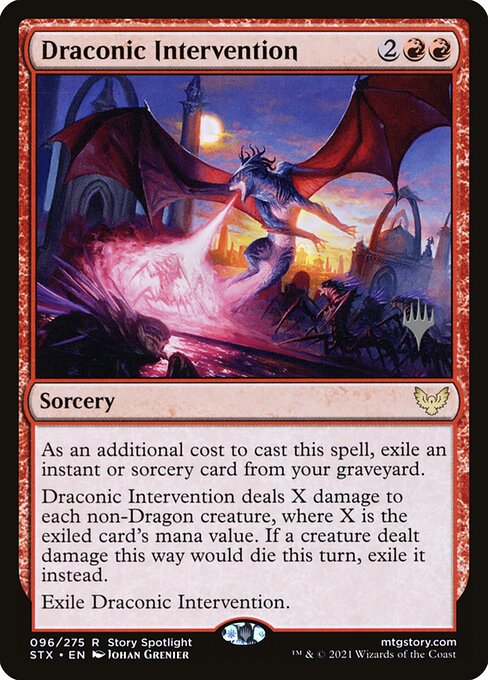 Draconic Intervention 2
Sorcery
As an additional cost to cast this spell, exile an
instant or sorcery card from your graveyard.
Draconic Intervention deals X damage to
each non-Dragon creature, where X is the
exiled card's mana value. If a creature dealt
damage this way would die this turn, exile it
instead.
Exile Draconic Intervention.
096/275 R Story Spotlight mtgstory.com
STX • EN Johan Grenier ™ & © 2021 Wizards of the Coast